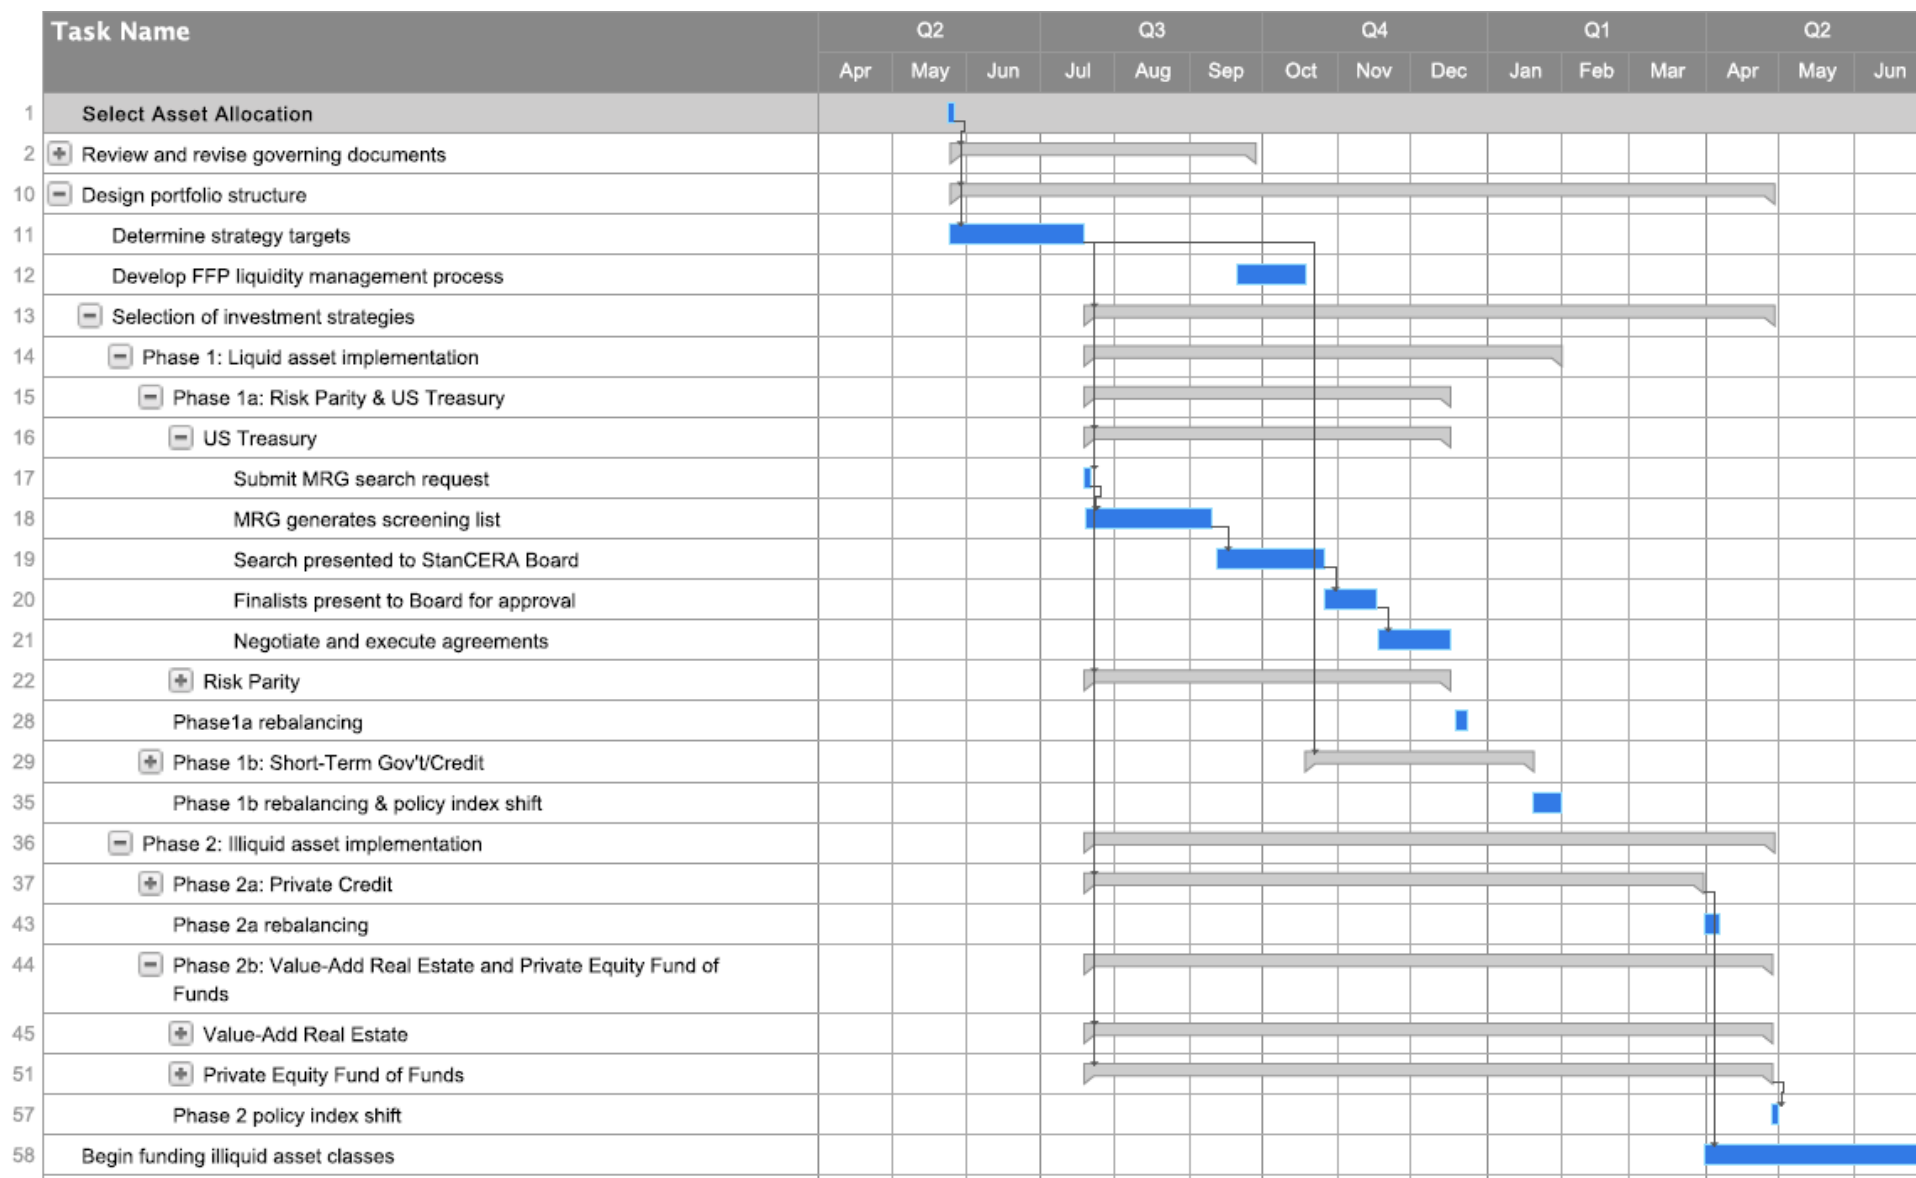 Task Name
Q2 Q3 Q4 Q1 Q2
Apr May Jun Jul Aug Sep Oct Nov Dec Jan Feb Mar Apr May Jun
1 Select Asset Allocation
2 Review and revise governing documents
10 Design portfolio structure
11 Determine strategy targets
12 Develop FFP liquidity management process
13 Selection of investment strategies
14 Phase 1: Liquid asset implementation
15 Phase 1a: Risk Parity & US Treasury
16 US Treasury
17 Submit MRG search request
18 MRG generates screening list
19 Search presented to StanCERA Board
20 Finalists present to Board for approval
21 Negotiate and execute agreements
22 Risk Parity
28 Phase1a rebalancing
29 Phase 1b: Short-Term Gov't/Credit
35 Phase 1b rebalancing & policy index shift
36 Phase 2: Illiquid asset implementation
37 Phase 2a: Private Credit
43 Phase 2a rebalancing
44 Phase 2b: Value-Add Real Estate and Private Equity Fund of
Funds
45 Value-Add Real Estate
51 Private Equity Fund of Funds
57 Phase 2 policy index shift
58 Begin funding illiquid asset classes